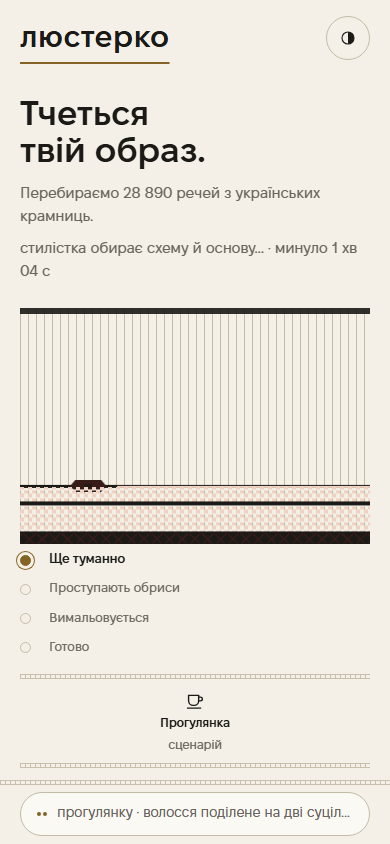 люстерко
Тчеться
твій образ.
Перебираємо 28 890 речей з українських
крамниць.
стилістка обирає схему й основу... · минуло 1 хв
04 с
Ще туманно
Проступають обриси
Вимальовується
Готово
Прогулянка
сценарій
прогулянку · волосся поділене на дві суціл...